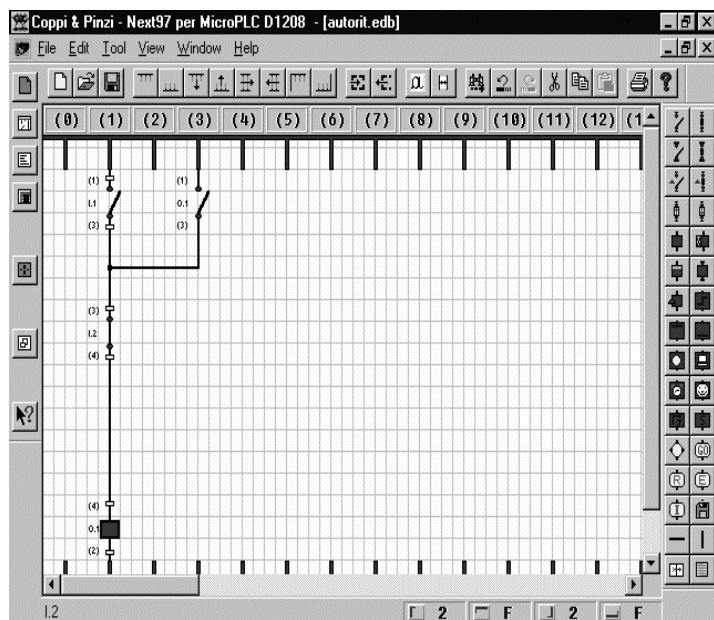 Coppi & Pinzi - Next97 per MicroPLC D1208 - [autorit.edb]
File Edit Tool View Window Help
(0) (1) (2) (3) (4) (5) (6) (7) (8) (9) (10) (11) (12) (1
(1) (1)
I.1 0.1
(3) (3)
(3)
I.2
(4)
(4)
0.1
(2)
I.2 2 F 2 F